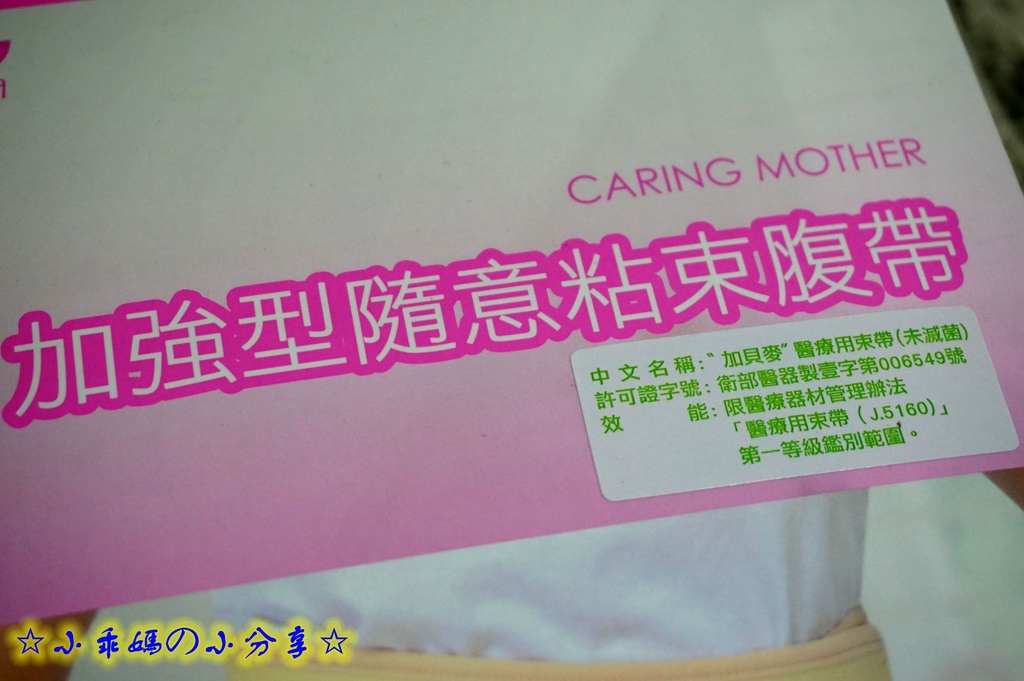 CARING MOTHER
加強型隨意粘束腹帶
中文名稱:"加貝麥"醫療用束帶(未滅菌)
許可證字號:衛部醫器製壹字第006549號
效能:限醫療器材管理辦法
「醫療用束帶(J.5160)」
第一等級鑑別範圍。
☆小乖媽の小分享☆